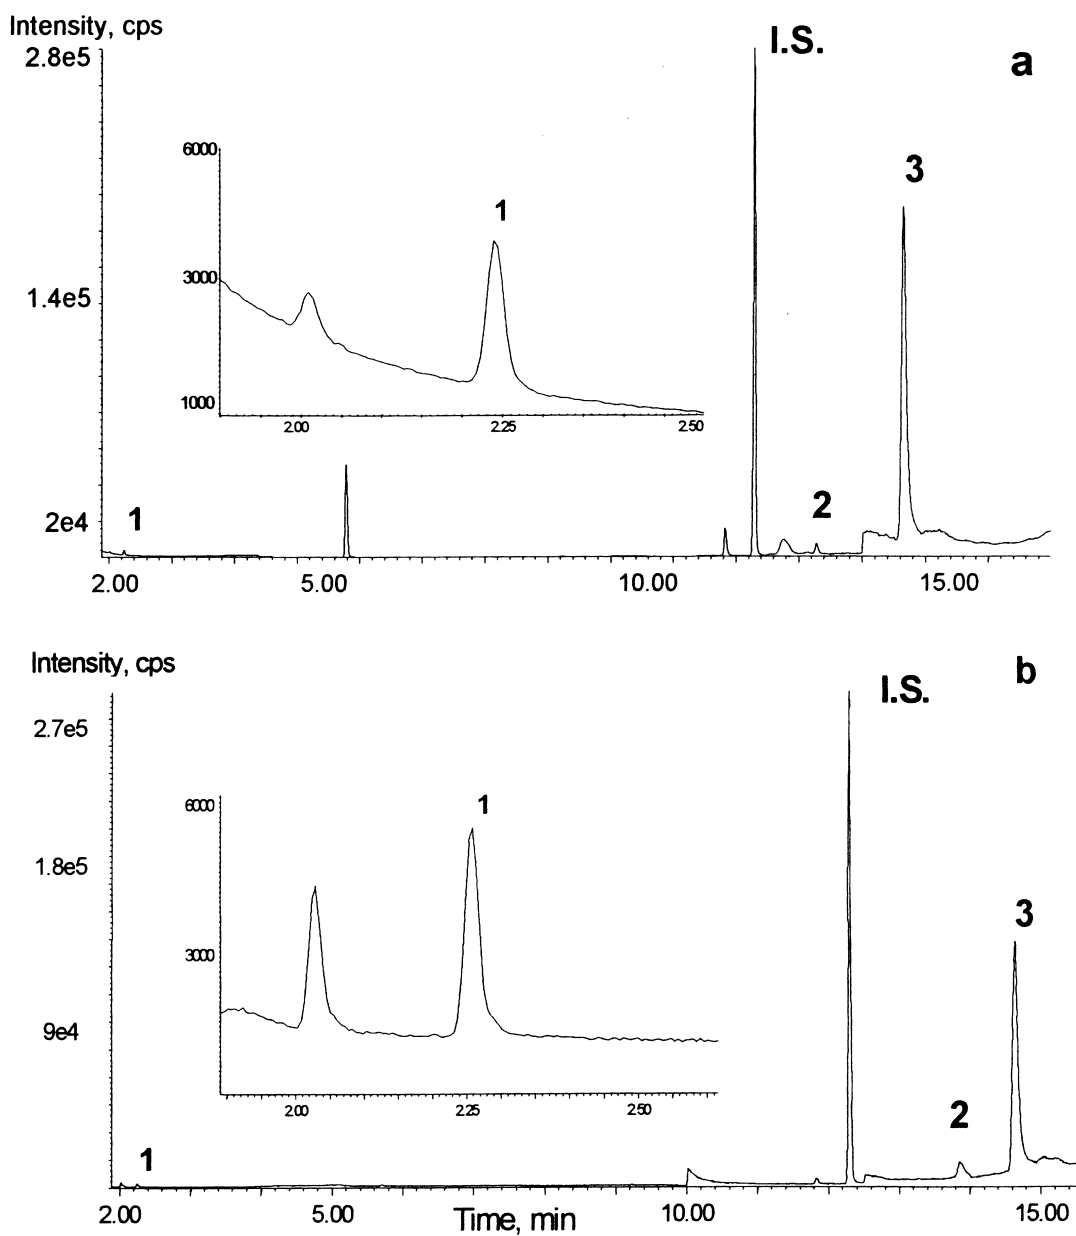 Intensity, cps
2.8e5
I.S.
a
6000
1
3
3000
1.4e5
1000
2.00
2.25
2.50
2e4
1
2
2.00
5.00
10.00
15.00
Intensity, cps
I.S.
b
2.7e5
6000
1
1.8e5
3
3000
9e4
2.00
2.25
2.50
2
1
2.00
5.00
Time, min
10.00
15.00